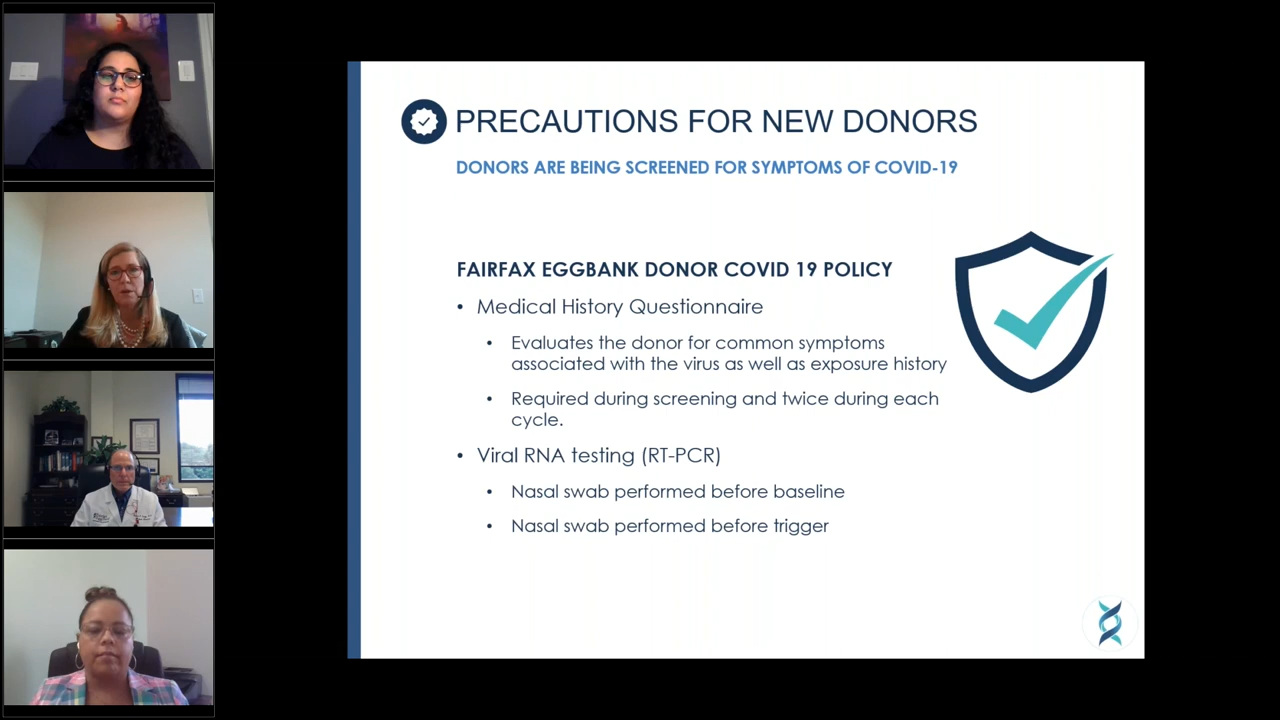 PRECAUTIONS FOR NEW DONORS
DONORS ARE BEING SCREENED FOR SYMPTOMS OF COVID-19
FAIRFAX EGGBANK DONOR COVID 19 POLICY
• Medical History Questionnaire
• Evaluates the donor for common symptoms
associated with the virus as well as exposure history
• Required during screening and twice during each
cycle.
• Viral RNA testing (RT-PCR)
• Nasal swab performed before baseline
• Nasal swab performed before trigger